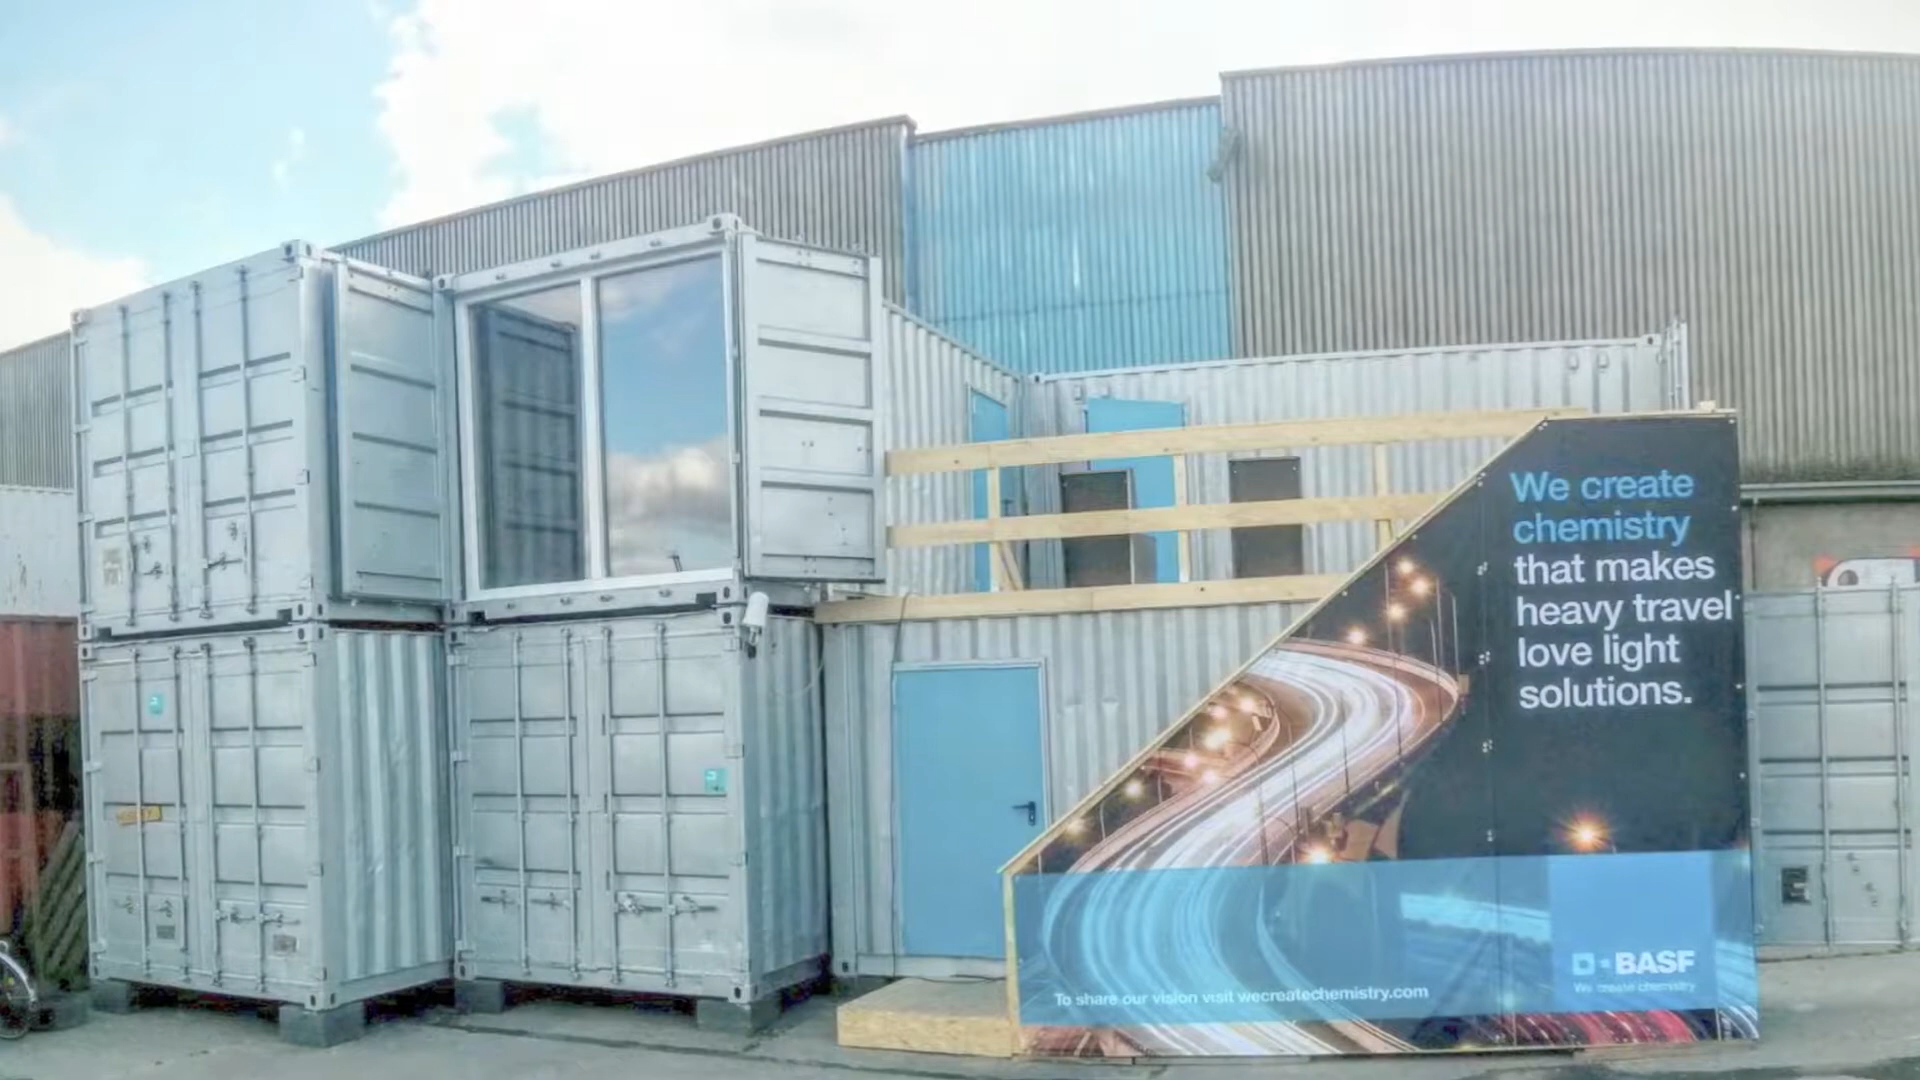 We create
chemistry
that makes
heavy travel
love light
solutions.
To share our vision visit wecreatechemistry.com
BASF
We create chemistry